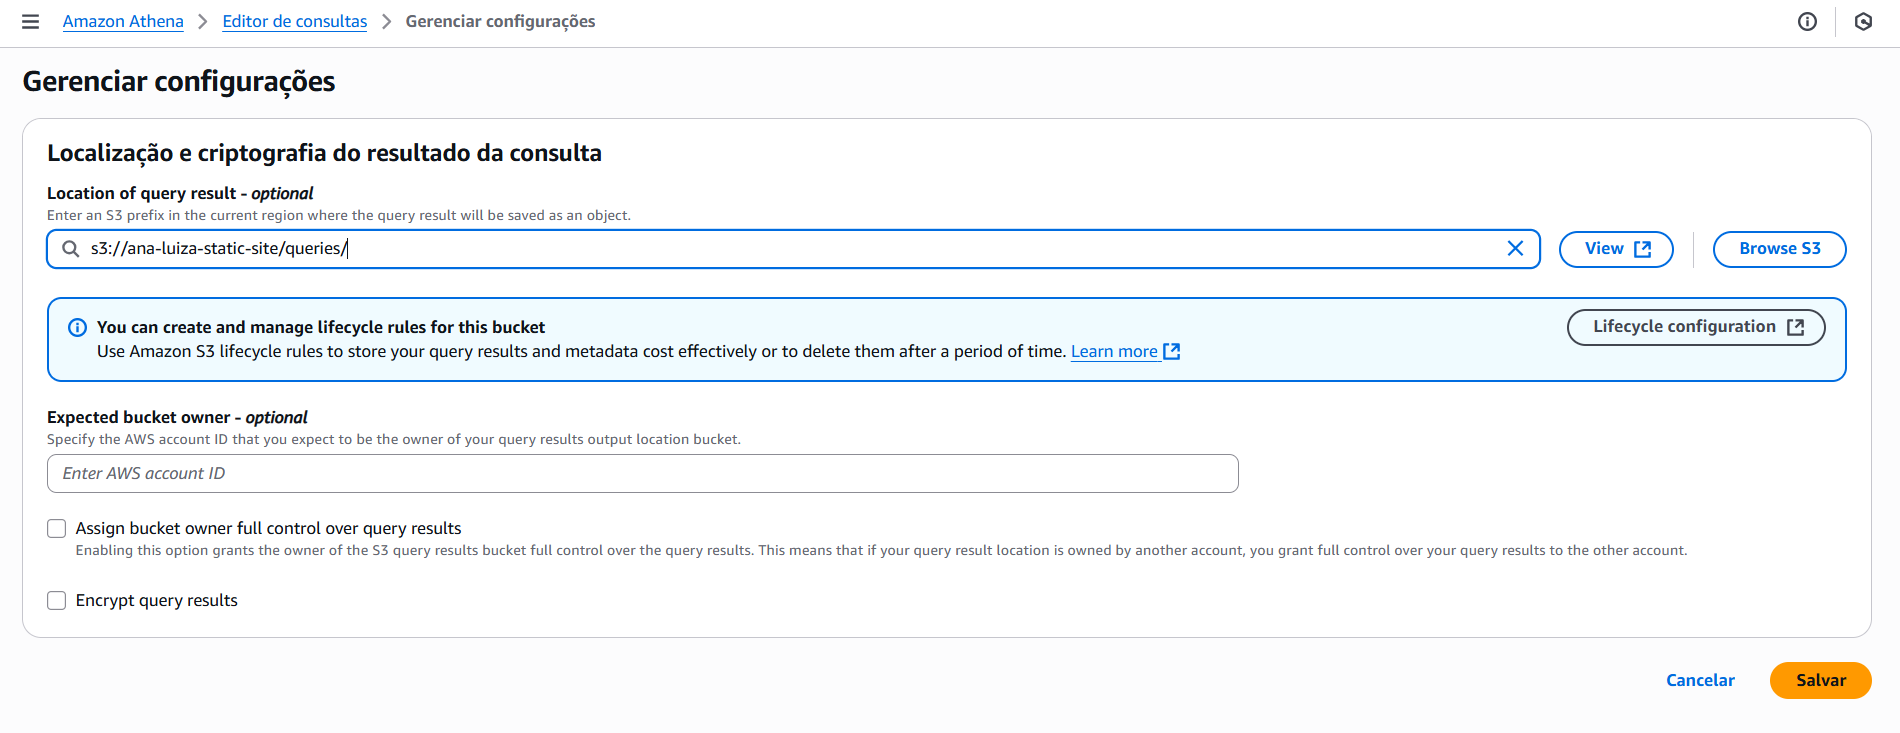 Amazon Athena > Editor de consultas > Gerenciar configurações
Gerenciar configurações
Localização e criptografia do resultado da consulta
Location of query result - optional
Enter an S3 prefix in the current region where the query result will be saved as an object.
s3://ana-luiza-static-site/queries/
View
Browse S3
You can create and manage lifecycle rules for this bucket
Use Amazon S3 lifecycle rules to store your query results and metadata cost effectively or to delete them after a period of time. Learn more
Lifecycle configuration
Expected bucket owner - optional
Specify the AWS account ID that you expect to be the owner of your query results output location bucket.
Enter AWS account ID
Assign bucket owner full control over query results
Enabling this option grants the owner of the S3 query results bucket full control over the query results. This means that if your query result location is owned by another account, you grant full control over your query results to the other account.
Encrypt query results
Cancelar
Salvar